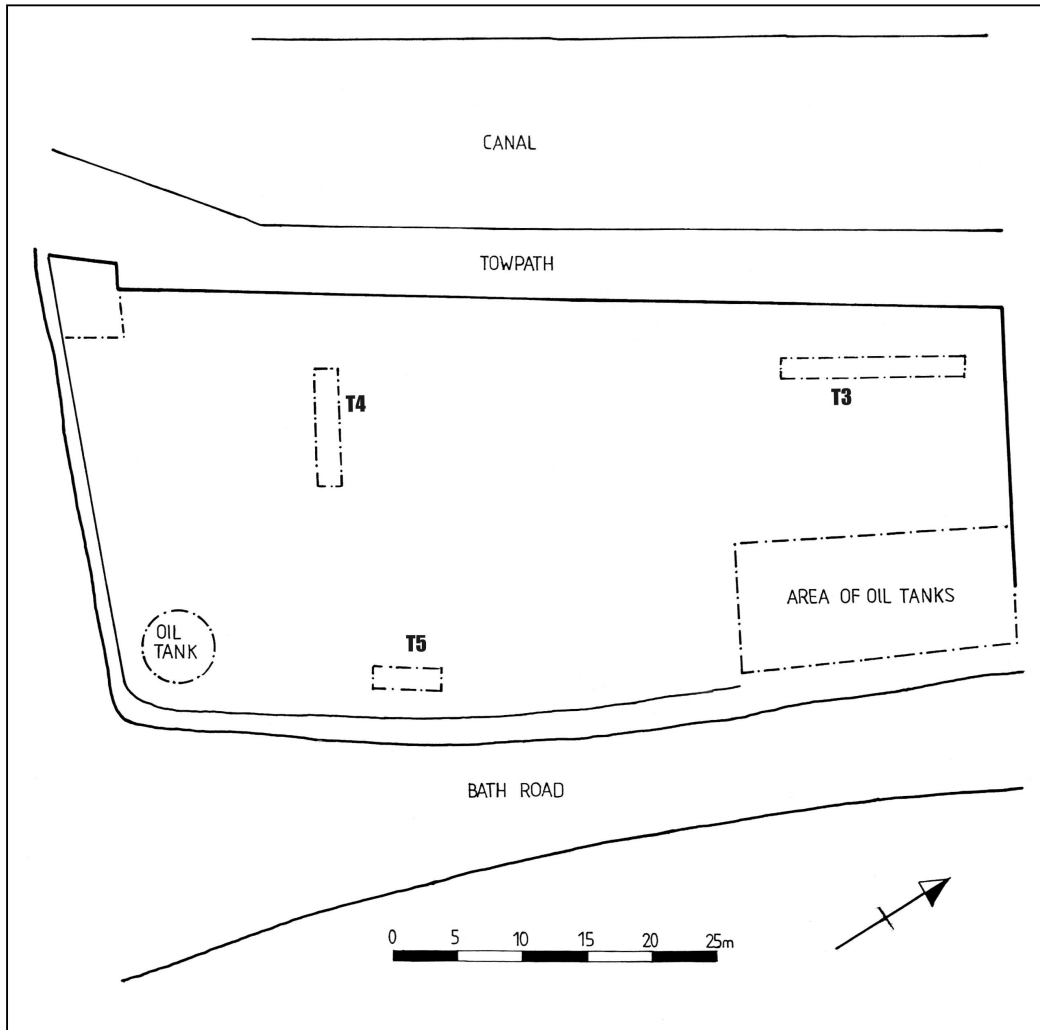 CANAL
TOWPATH
T4
T3
AREA OF OIL TANKS
OIL
TANK
T5
BATH ROAD
0 5 10 15 20 25m